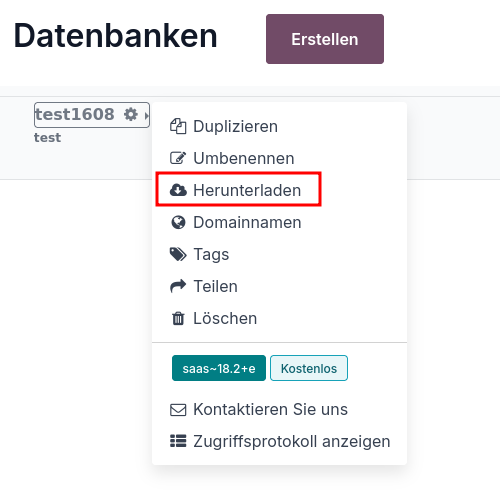 Datenbanken
Erstellen
test1608
test
Duplizieren
Umbenennen
Herunterladen
Domainnamen
Tags
Teilen
Löschen
saas~18.2+e
Kostenlos
Kontaktieren Sie uns
Zugriffsprotokoll anzeigen